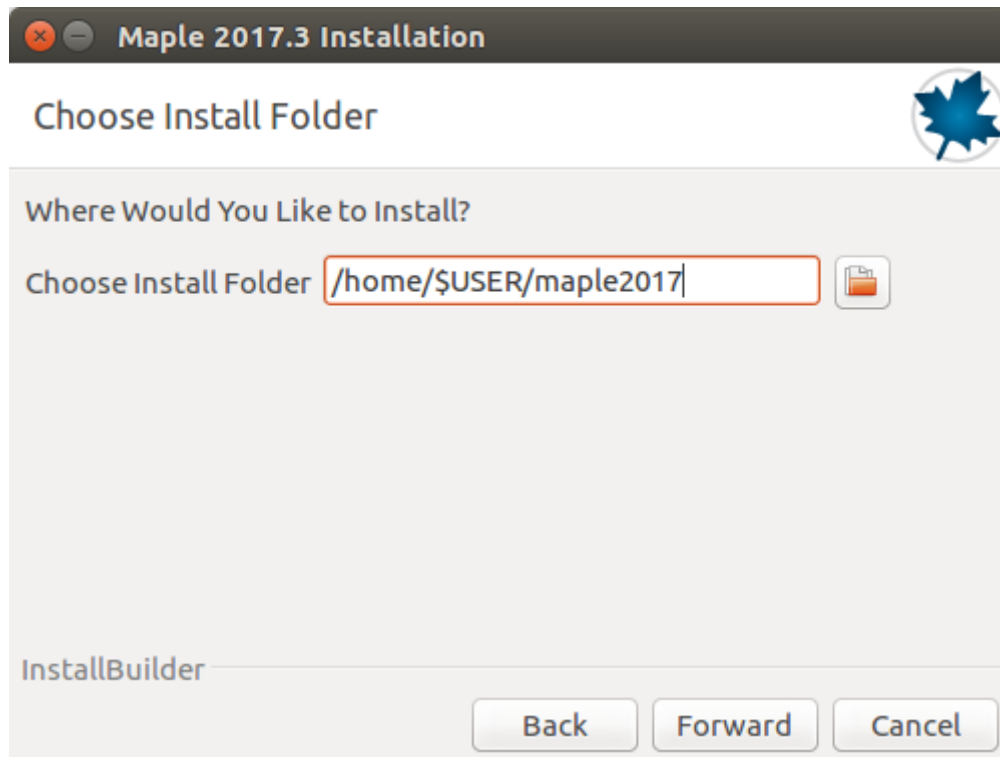 Maple 2017.3 Installation
Choose Install Folder
Where Would You Like to Install?
Choose Install Folder /home/$USER/maple2017
InstallBuilder
Back Forward Cancel